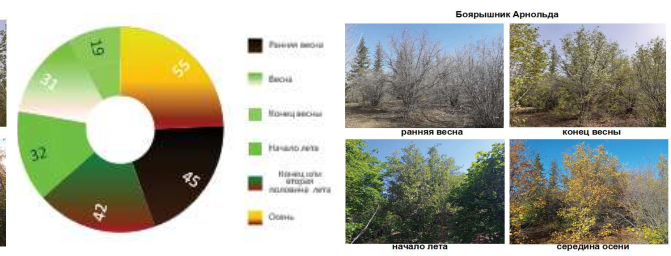 19
55
31
32
45
42
Ранняя весна
Весна
Конец весны
Начало лета
Конец или
вторая
половина лета
Осень
Боярышник Арнольда
ранняя весна
конец весны
начало лета
середина осени